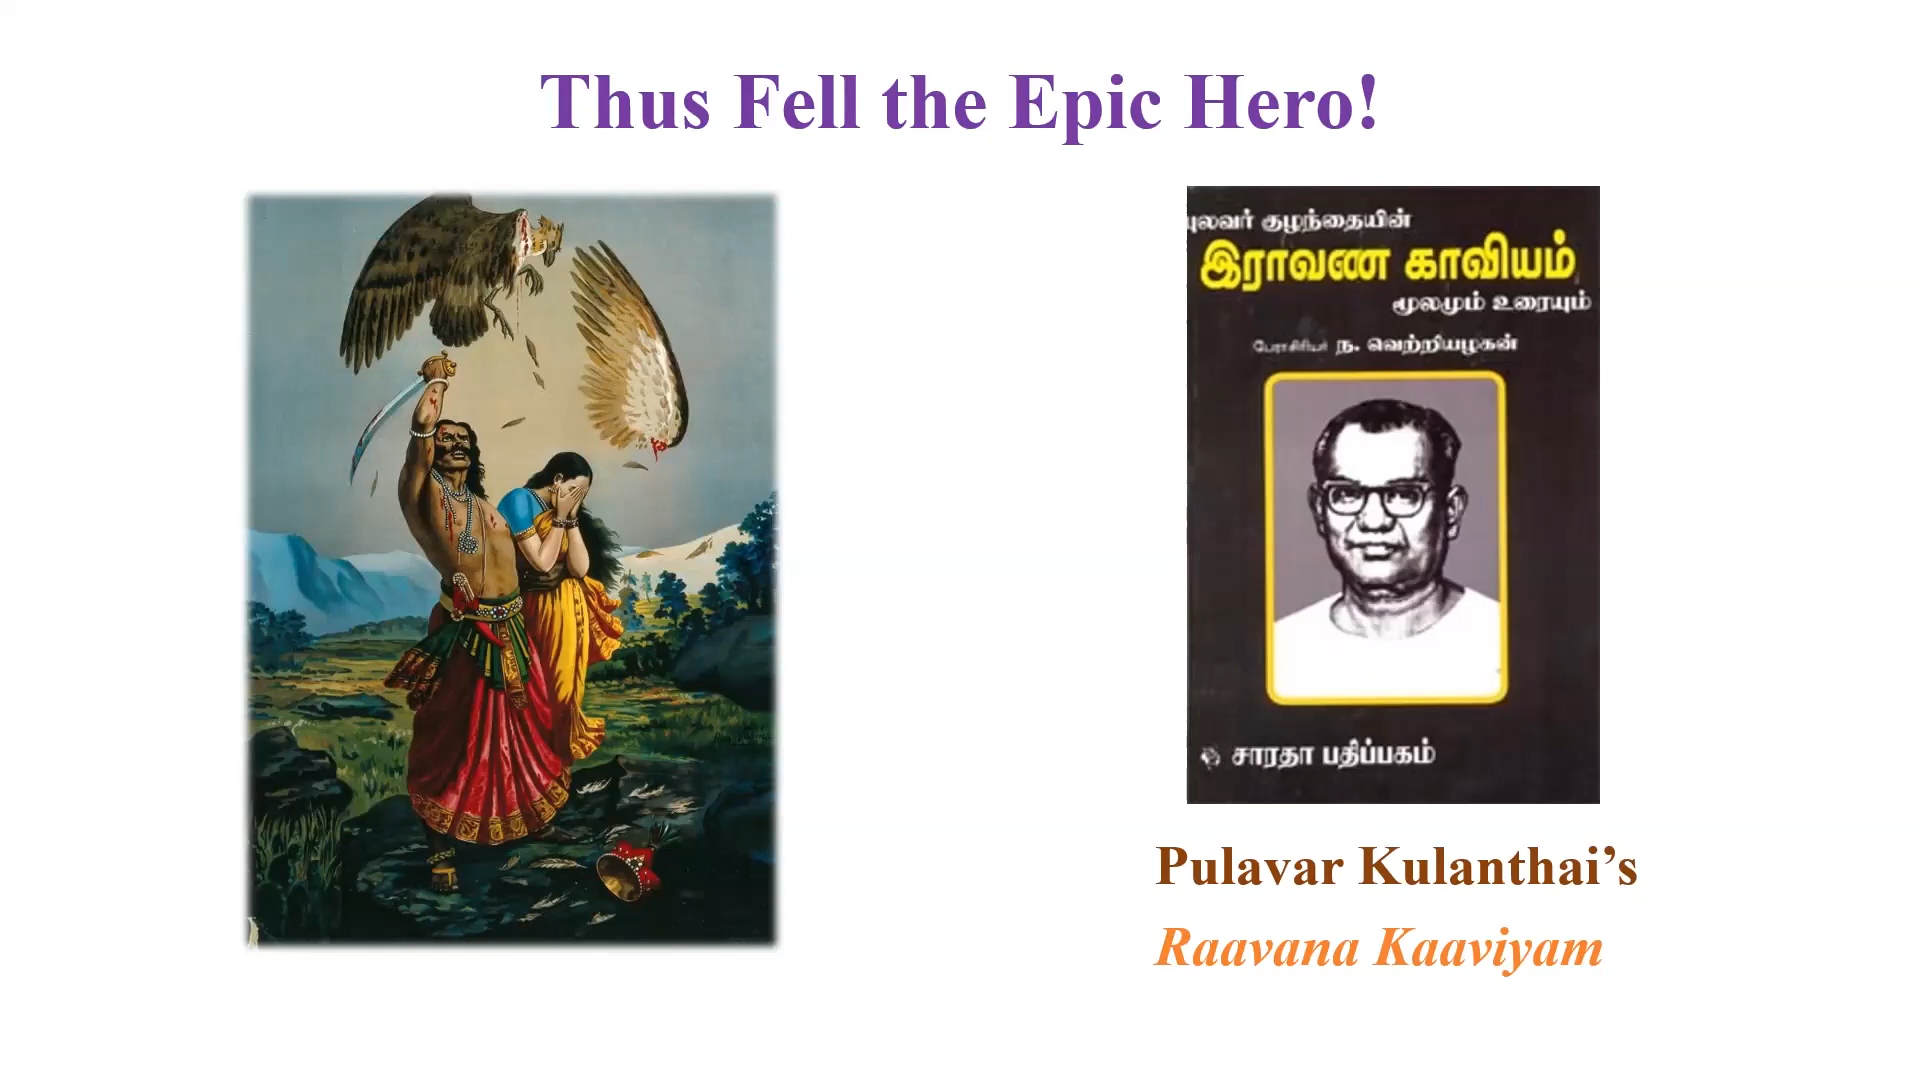 Thus Fell the Epic Hero!
புலவர் குழந்தையின்
இராவண காவியம்
மூலமும் உரையும்
பேராசிரியர் ந. வெற்றியழகன்
சாரதா பதிப்பகம்
Pulavar Kulanthai’s
Raavana Kaaviyam